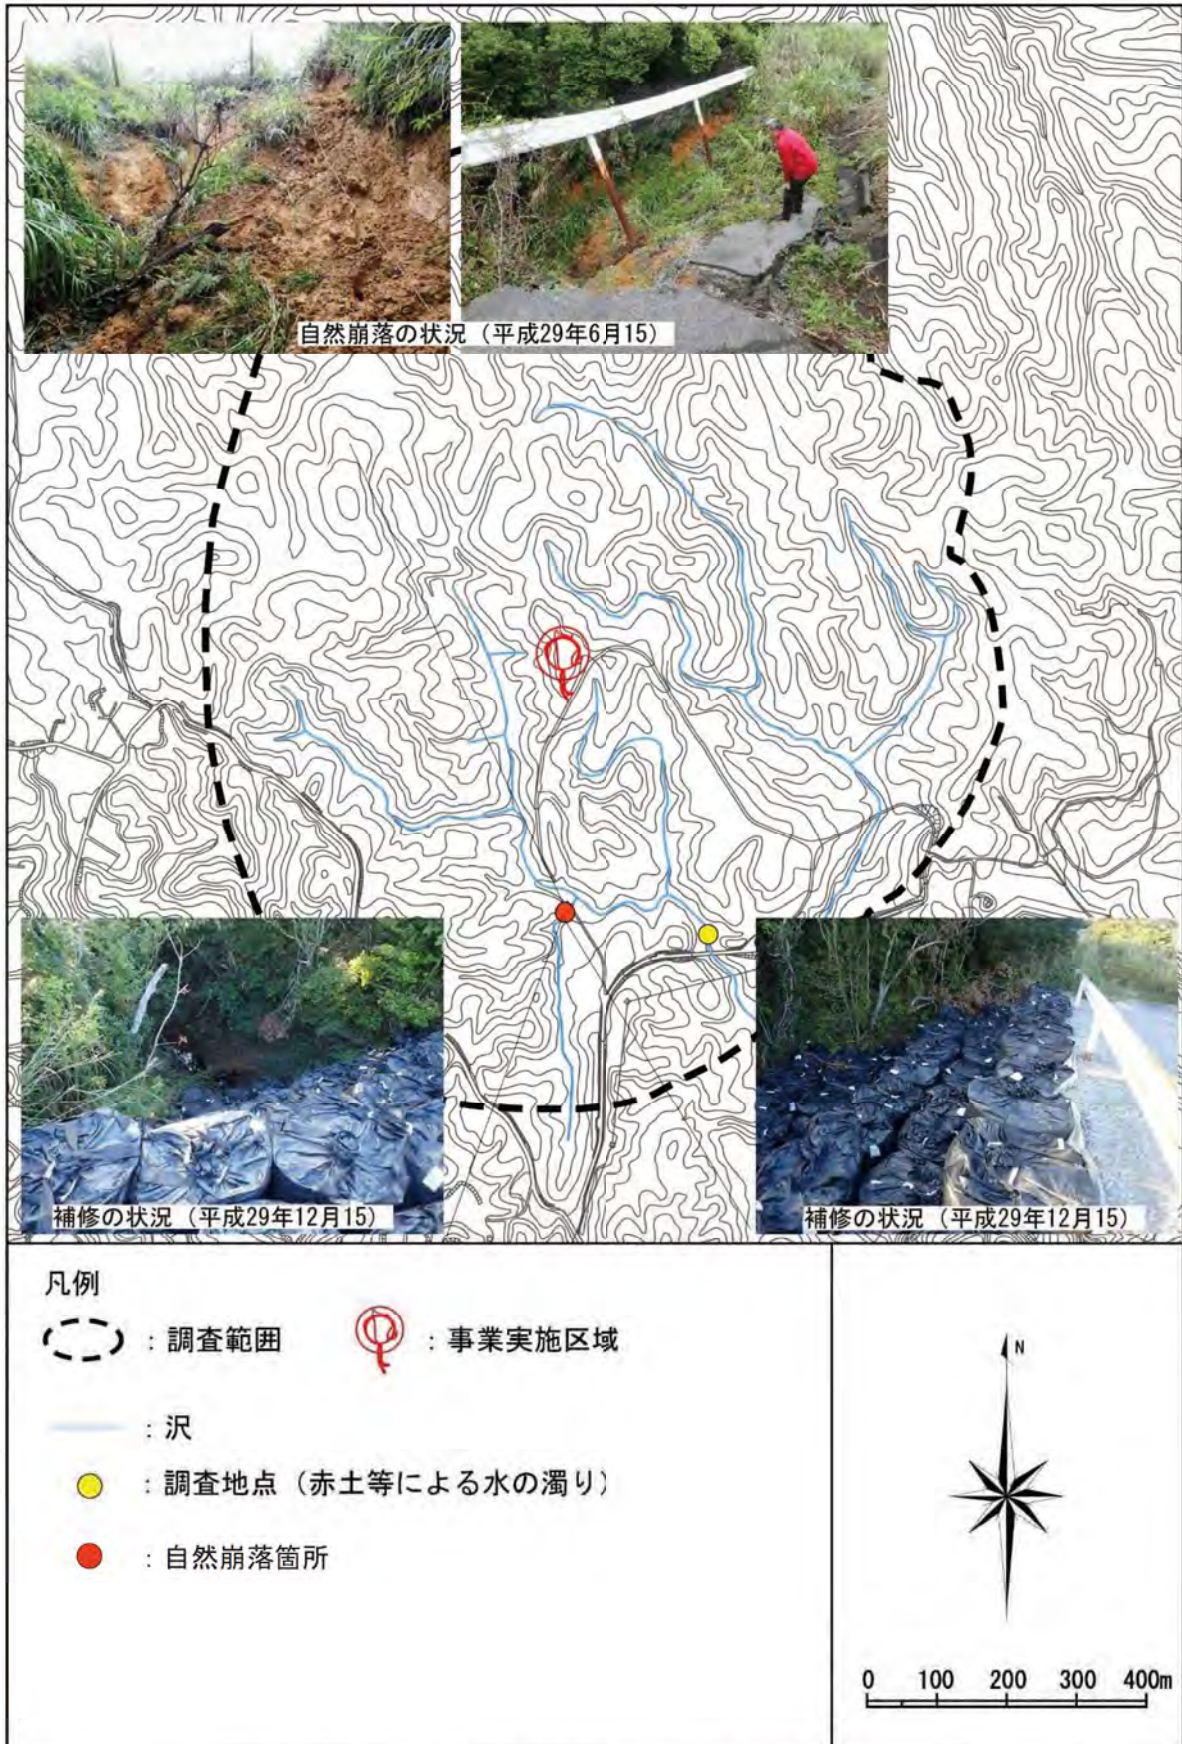 自然崩落の状況（平成29年6月15）
補修の状況（平成29年12月15）
補修の状況（平成29年12月15）
凡例
：調査範囲
：事業実施区域
：沢
：調査地点（赤土等による水の濁り）
：自然崩落箇所
N
0 100 200 300 400m